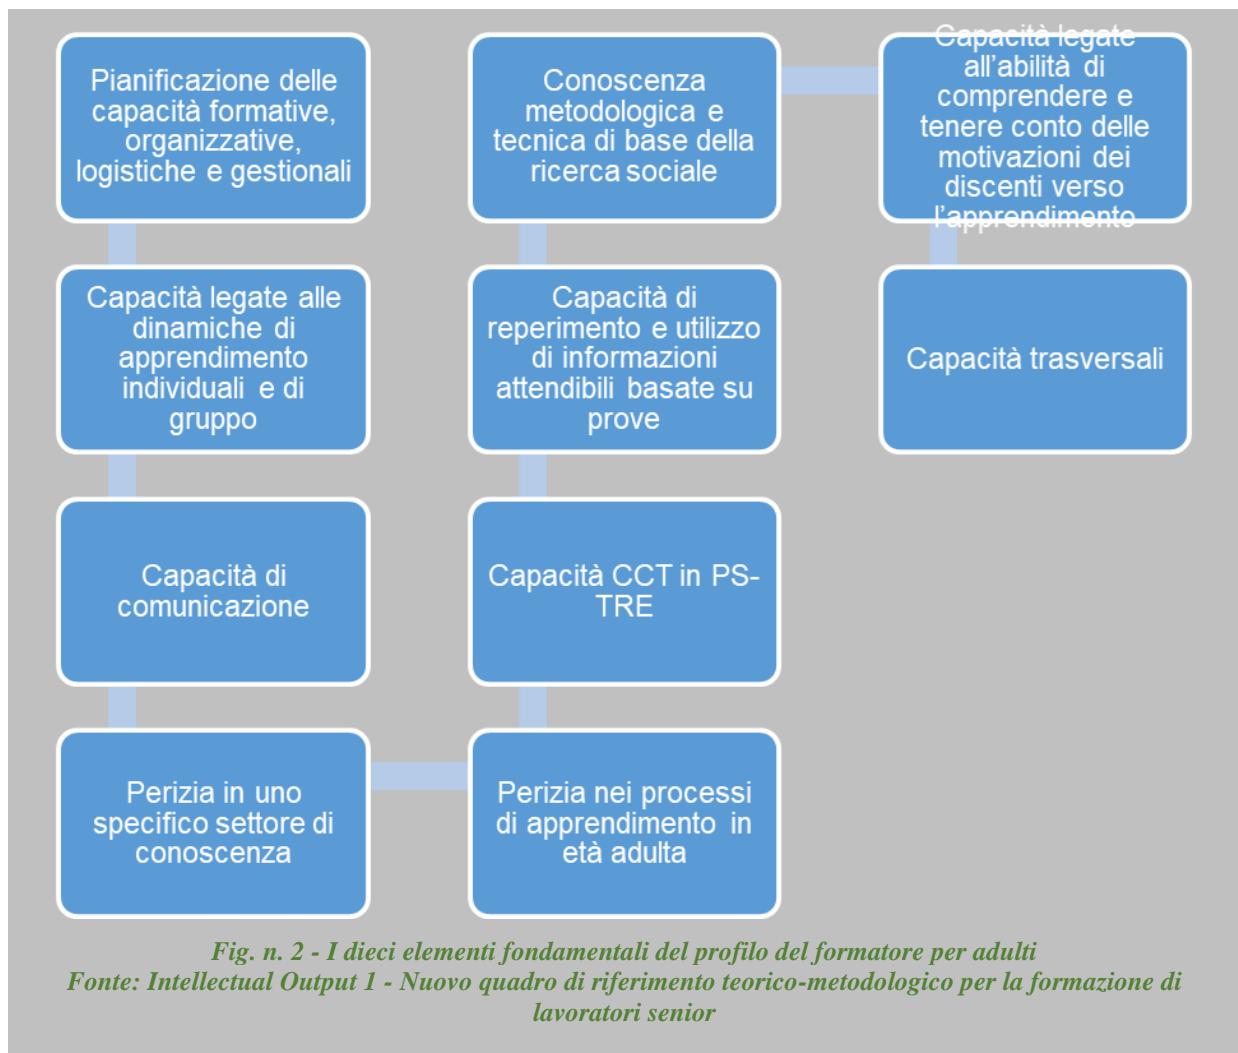 Pianificazione delle
capacità formative,
organizzative,
logistiche e gestionali
Capacità legate alle
dinamiche di
apprendimento
individuali e di
gruppo
Capacità di
comunicazione
Perizia in uno
specifico settore di
conoscenza
Perizia nei processi
di apprendimento in
età adulta
Capacità CCT in PS-
TRE
Capacità di
reperimento e utilizzo
di informazioni
attendibili basate su
prove
Conoscenza
metodologica e
tecnica di base della
ricerca sociale
Capacità legate
all'abilità di
comprendere e
tenere conto delle
motivazioni dei
discenti verso
l'apprendimento
Capacità trasversali
Fig. n. 2 - I dieci elementi fondamentali del profilo del formatore per adulti
Fonte: Intellectual Output 1 - Nuovo quadro di riferimento teorico-metodologico per la formazione di
lavoratori senior